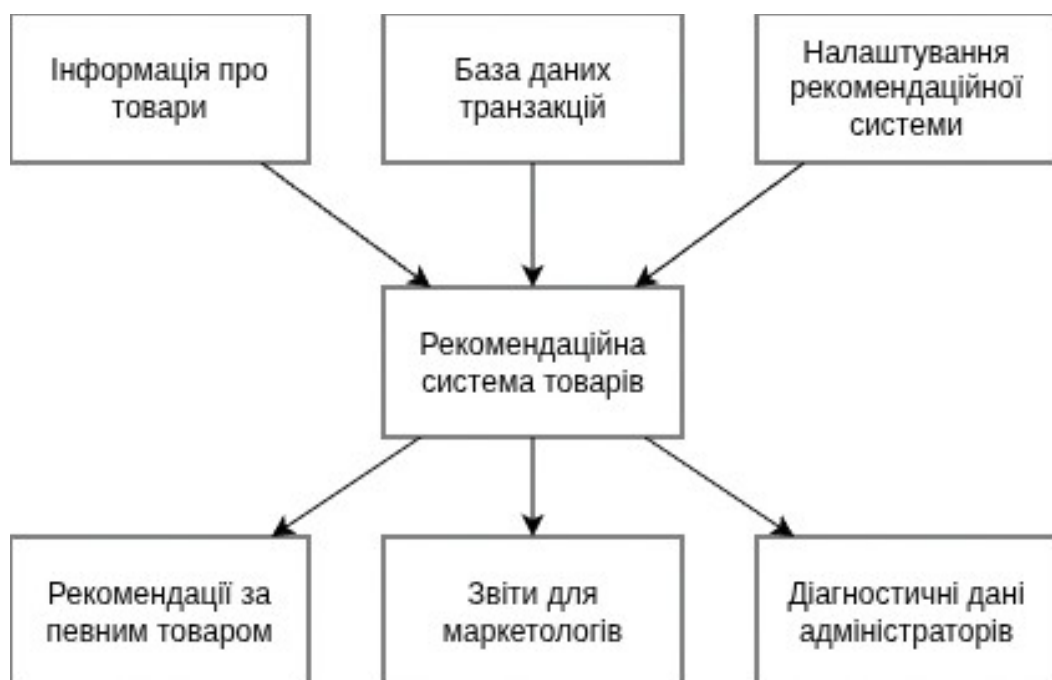 Інформація про
товари
База даних
транзакцій
Налаштування
рекомендаційної
системи
Рекомендаційна
система товарів
Рекомендації за
певним товаром
Звіти для
маркетологів
Діагностичні дані
адміністраторів